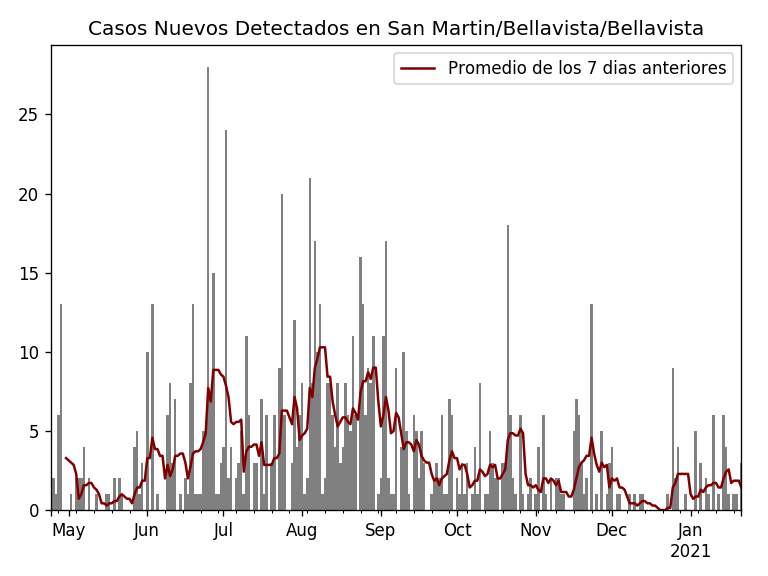 Casos Nuevos Detectados en San Martin/Bellavista/Bellavista
Promedio de los 7 dias anteriores
25
20
15
10
5
0
May Jun Jul Aug Sep Oct Nov Dec Jan
2021